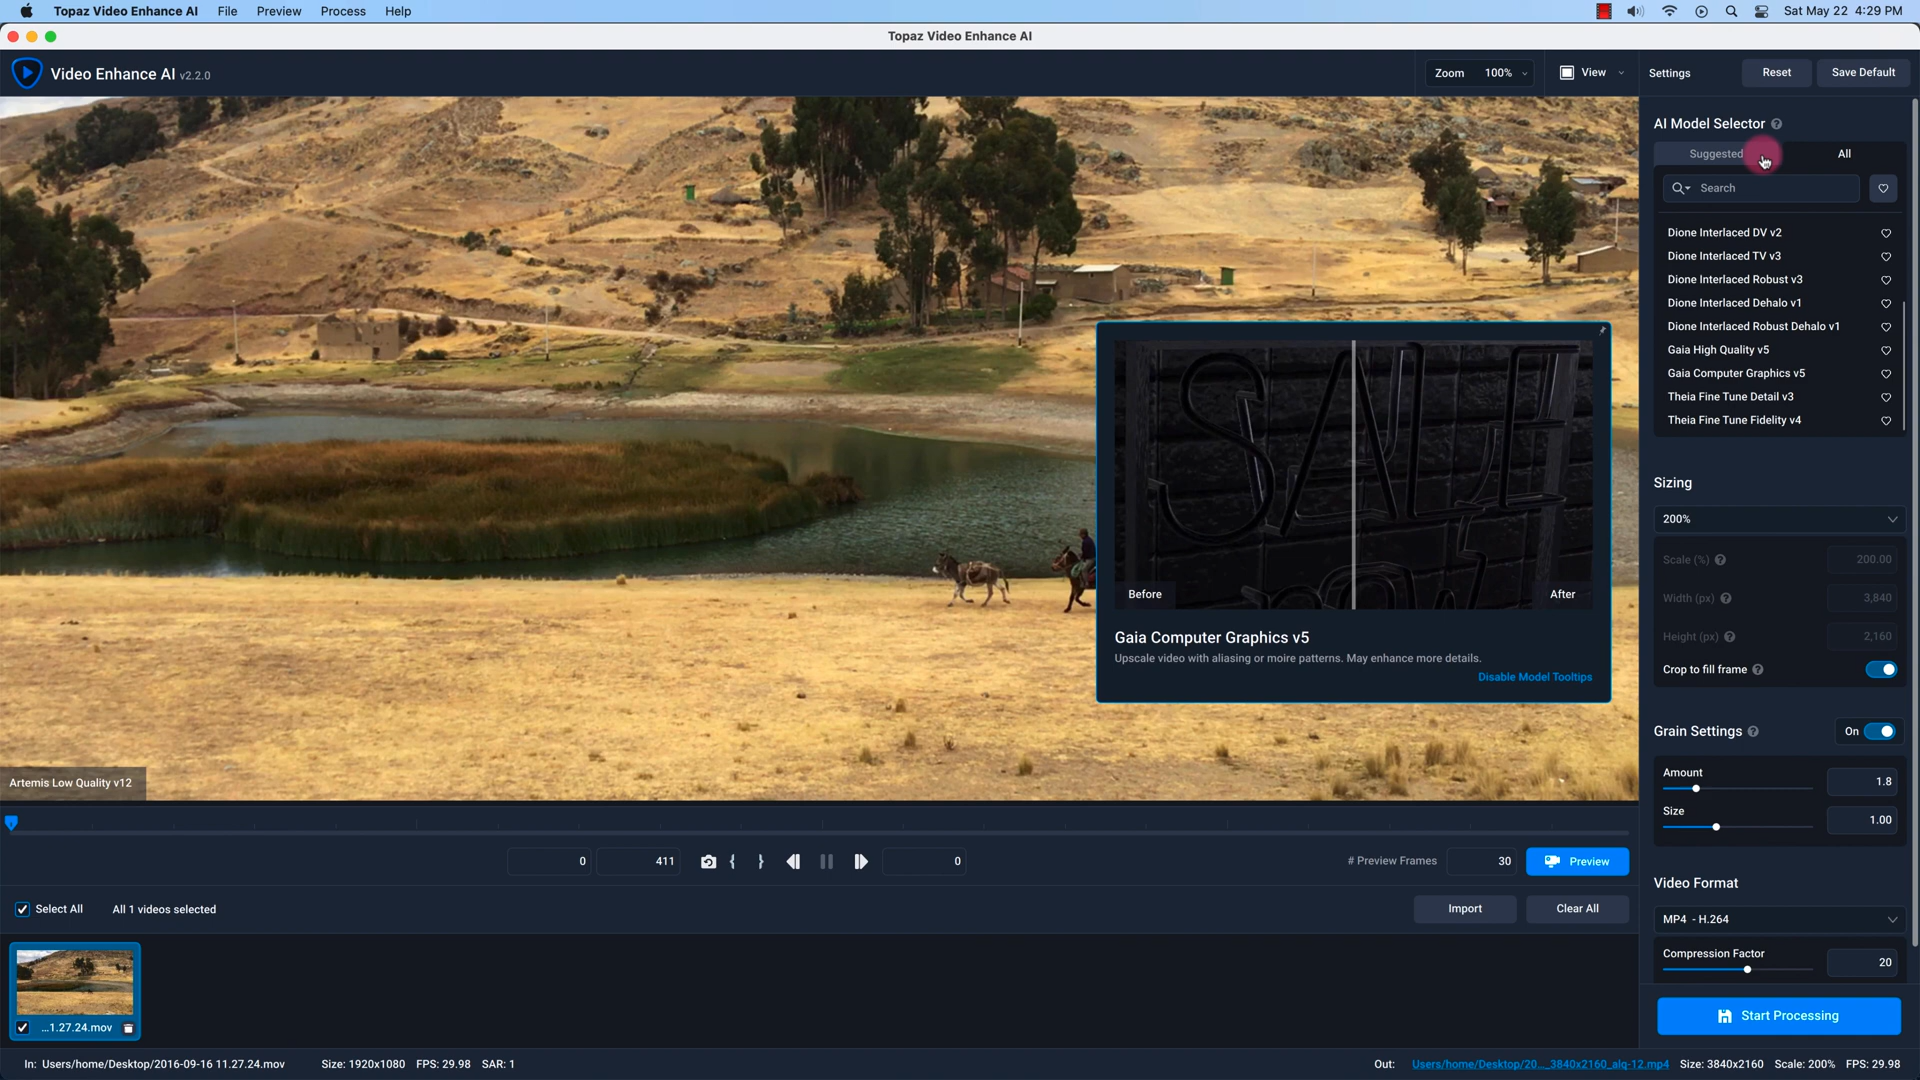 Topaz Video Enhance AI File Preview Process Help
Sat May 22 4:29 PM
Topaz Video Enhance AI
Video Enhance AI v2.2.0
Zoom 100%
View
Settings
Reset
Save Default
AI Model Selector
Suggested
All
Search
Dione Interlaced DV v2
Dione Interlaced TV v3
Dione Interlaced Robust v3
Dione Interlaced Dehalo v1
Dione Interlaced Robust Dehalo v1
Gaia High Quality v5
Gaia Computer Graphics v5
Theia Fine Tune Detail v3
Theia Fine Tune Fidelity v4
SALE
Before
After
Gaia Computer Graphics v5
Upscale video with aliasing or moire patterns. May enhance more details.
Disable Model Tooltips
Sizing
200%
Scale (%) 200.00
Width (px) 3,840
Height (px) 2,160
Crop to fill frame
Grain Settings On
Amount 1.8
Size 1.00
Video Format
MP4 - H.264
Compression Factor 20
Start Processing
Artemis Low Quality v12
0
411
0
# Preview Frames 30
Preview
Select All
All 1 videos selected
Import
Clear All
...1.27.24.mov
In: Users/home/Desktop/2016-09-16 11.27.24.mov
Size: 1920x1080 FPS: 29.98 SAR: 1
Out: Users/home/Desktop/20..._3840x2160_alq-12.mp4 Size: 3840x2160 Scale: 200% FPS: 29.98